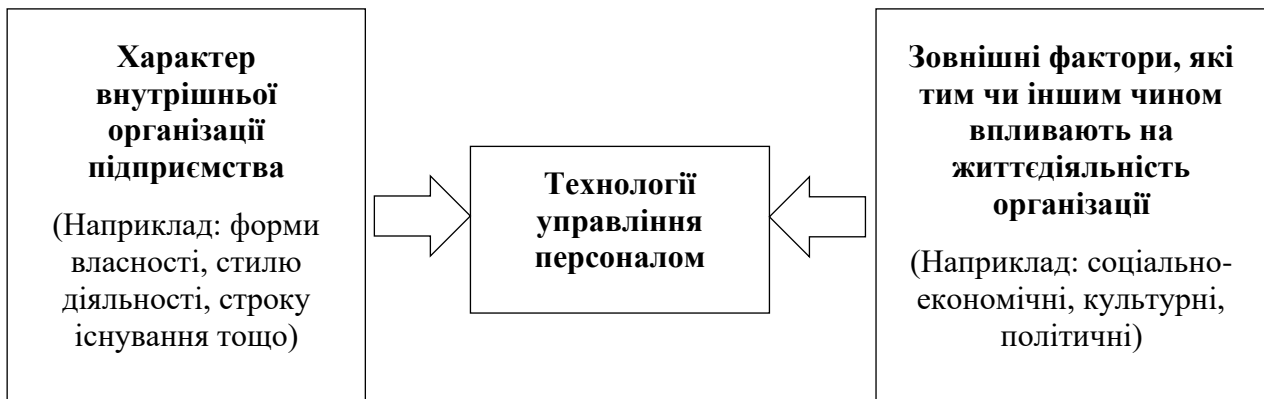 Характер
внутрішньої
організації
підприємства
(Наприклад: форми
власності, стилю
діяльності, строку
існування тощо)
Технології
управління
персоналом
Зовнішні фактори, які
тим чи іншим чином
впливають на
життєдіяльність
організації
(Наприклад: соціально-
економічні, культурні,
політичні)